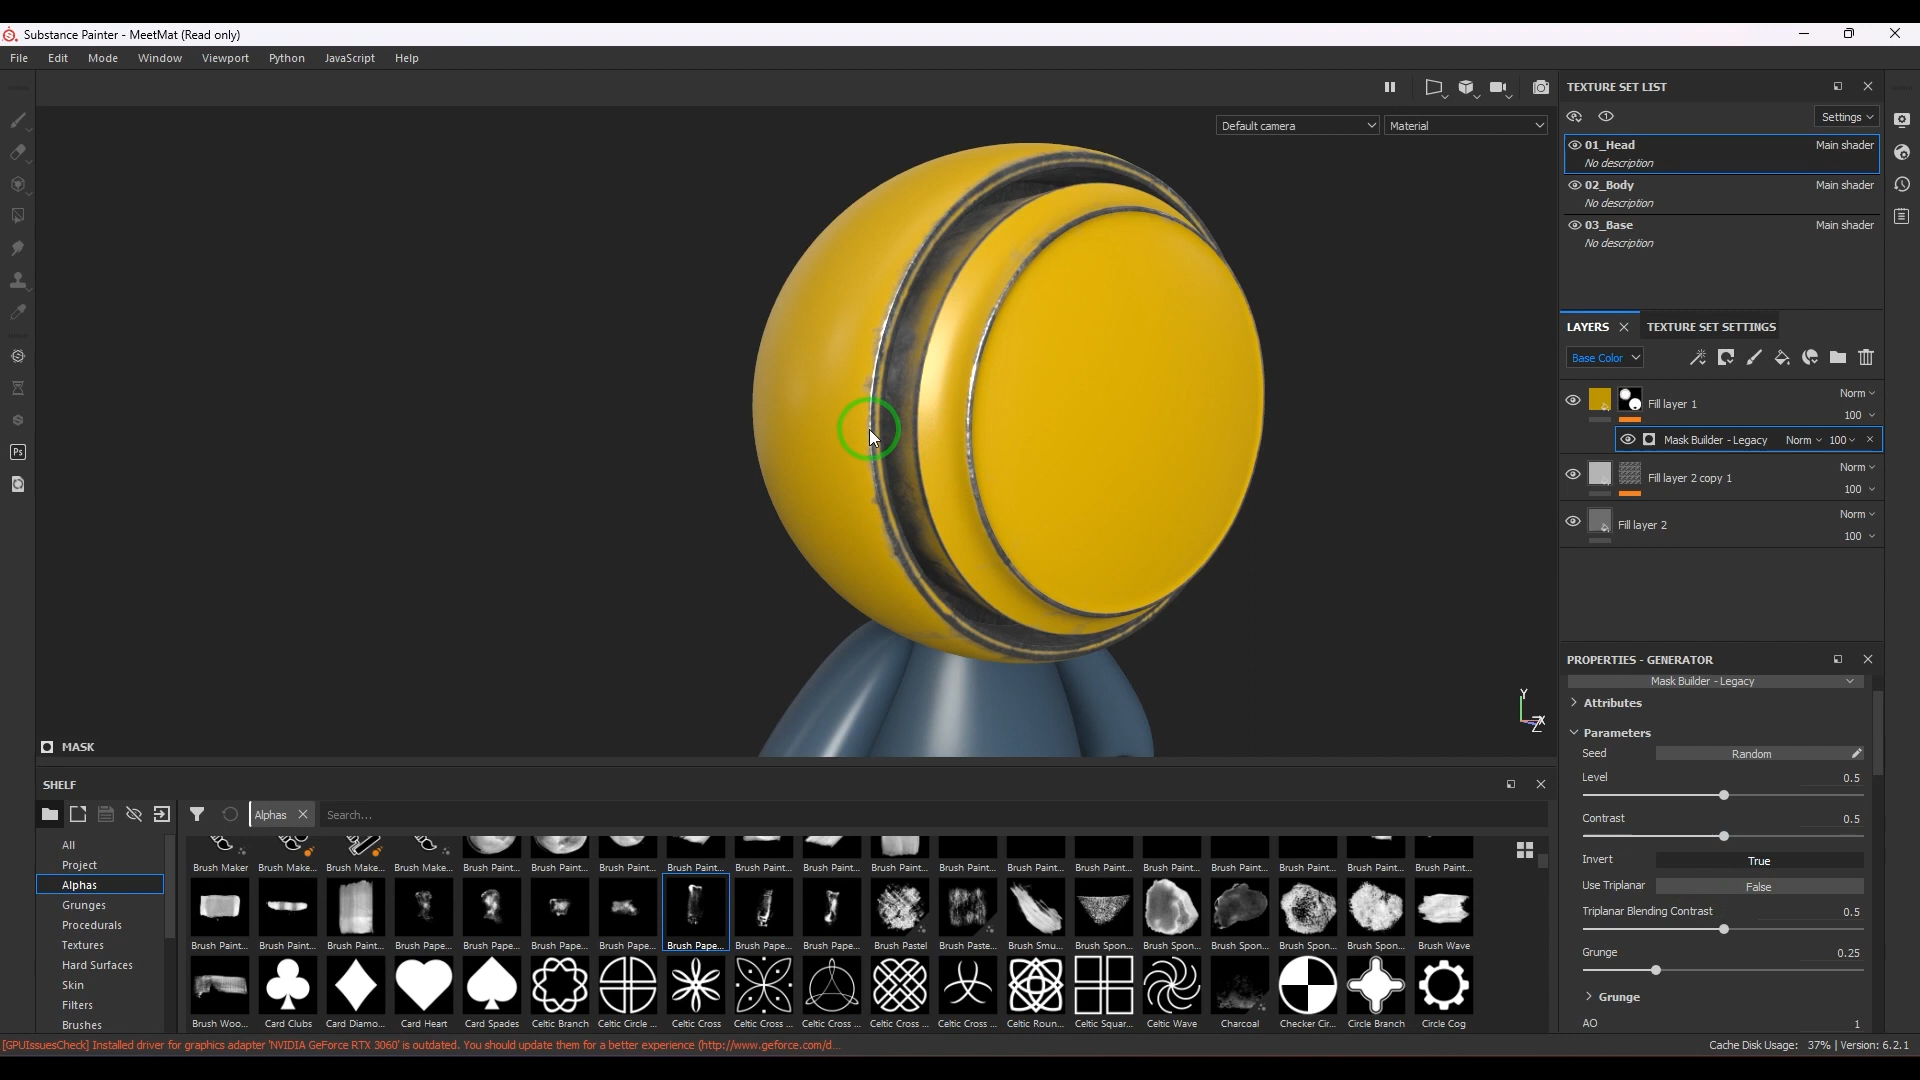 Substance Painter - MeetMat (Read only)
File Edit Mode Window Viewport Python JavaScript Help
Default camera Material
TEXTURE SET LIST
Settings
01_Head Main shader
No description
02_Body Main shader
No description
03_Base Main shader
No description
LAYERS TEXTURE SET SETTINGS
Base Color
Norm
Fill layer 1
100
Mask Builder - Legacy Norm 100
Norm
Fill layer 2 copy 1
100
Norm
Fill layer 2
100
PROPERTIES - GENERATOR
Mask Builder - Legacy
Attributes
Parameters
Seed Random
Level 0.5
Contrast 0.5
Invert True
Use Triplanar False
Triplanar Blending Contrast 0.5
Grunge 0.25
Grunge
AO 1
Y
X
Z
Ps
MASK
SHELF
Alphas Search...
All
Project
Alphas
Grunges
Procedurals
Textures
Hard Surfaces
Skin
Fibers
Brushes
Brush Maker Brush Make... Brush Make... Brush Make... Brush Paint... Brush Paint... Brush Paint... Brush Paint... Brush Paint... Brush Paint... Brush Paint... Brush Paint... Brush Paint... Brush Paint... Brush Paint... Brush Paint... Brush Paint... Brush Paint... Brush Paint...
Brush Paint... Brush Paint... Brush Paint... Brush Pape... Brush Pape... Brush Pape... Brush Pape... Brush Pape... Brush Pape... Brush Pape... Brush Pastel Brush Paste... Brush Smu... Brush Spon... Brush Spon... Brush Spon... Brush Spon... Brush Spon... Brush Wave
Brush Woo... Card Clubs Card Diamo... Card Heart Card Spades Celtic Branch Celtic Circle ... Celtic Cross Celtic Cross ... Celtic Cross ... Celtic Cross ... Celtic Cross ... Celtic Roun... Celtic Squar... Celtic Wave Charcoal Checker Cir... Circle Branch Circle Cog
[GPUIssuesCheck] Installed driver for graphics adapter 'NVIDIA GeForce RTX 3060' is outdated. You should update them for a better experience (http://www.geforce.com/d...
Cache Disk Usage: 37% | Version: 6.2.1